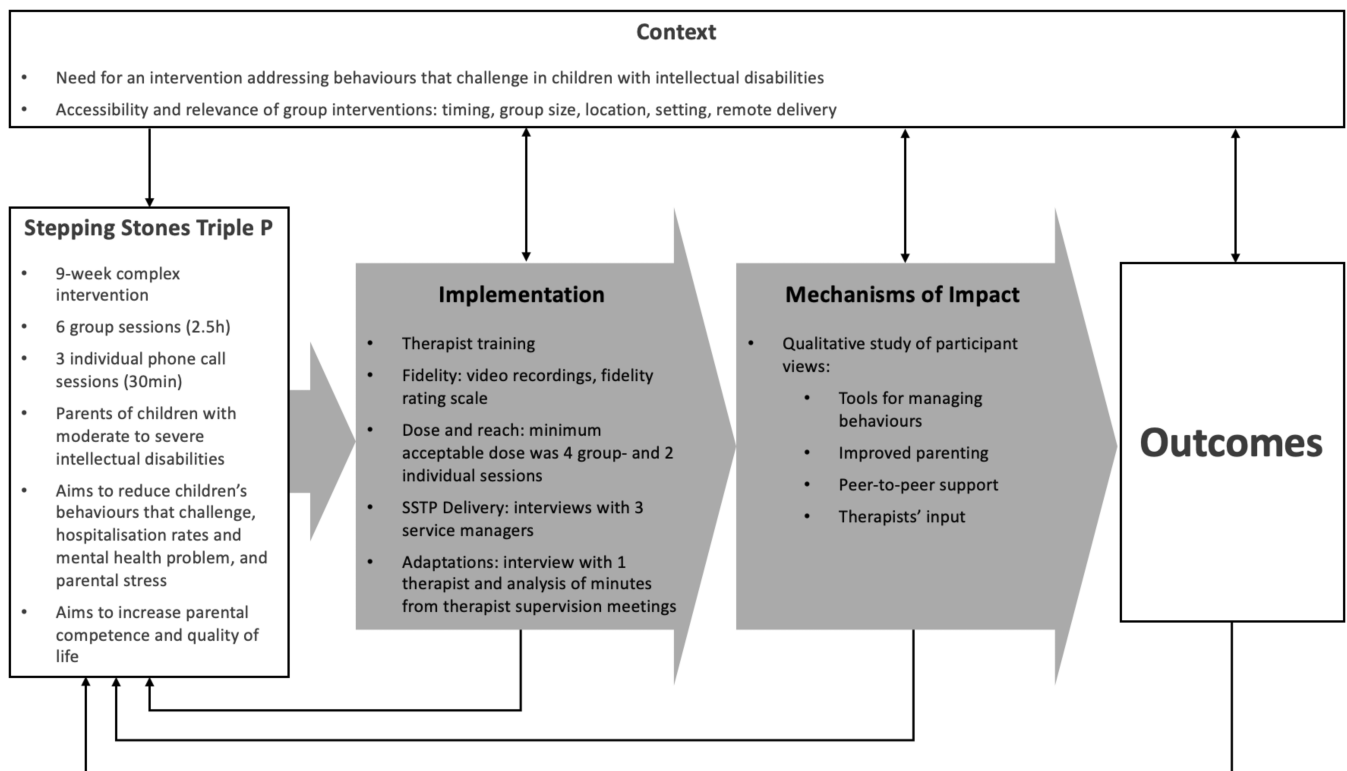 Context
• Need for an intervention addressing behaviours that challenge in children with intellectual disabilities
• Accessibility and relevance of group interventions: timing, group size, location, setting, remote delivery
Stepping Stones Triple P
• 9-week complex
intervention
• 6 group sessions (2.5h)
• 3 individual phone call
sessions (30min)
• Parents of children with
moderate to severe
intellectual disabilities
• Aims to reduce children’s
behaviours that challenge,
hospitalisation rates and
mental health problem, and
parental stress
• Aims to increase parental
competence and quality of
life
Implementation
• Therapist training
• Fidelity: video recordings, fidelity
rating scale
• Dose and reach: minimum
acceptable dose was 4 group- and 2
individual sessions
• SSTP Delivery: interviews with 3
service managers
• Adaptations: interview with 1
therapist and analysis of minutes
from therapist supervision meetings
Mechanisms of Impact
• Qualitative study of participant
views:
• Tools for managing
behaviours
• Improved parenting
• Peer-to-peer support
• Therapists’ input
Outcomes